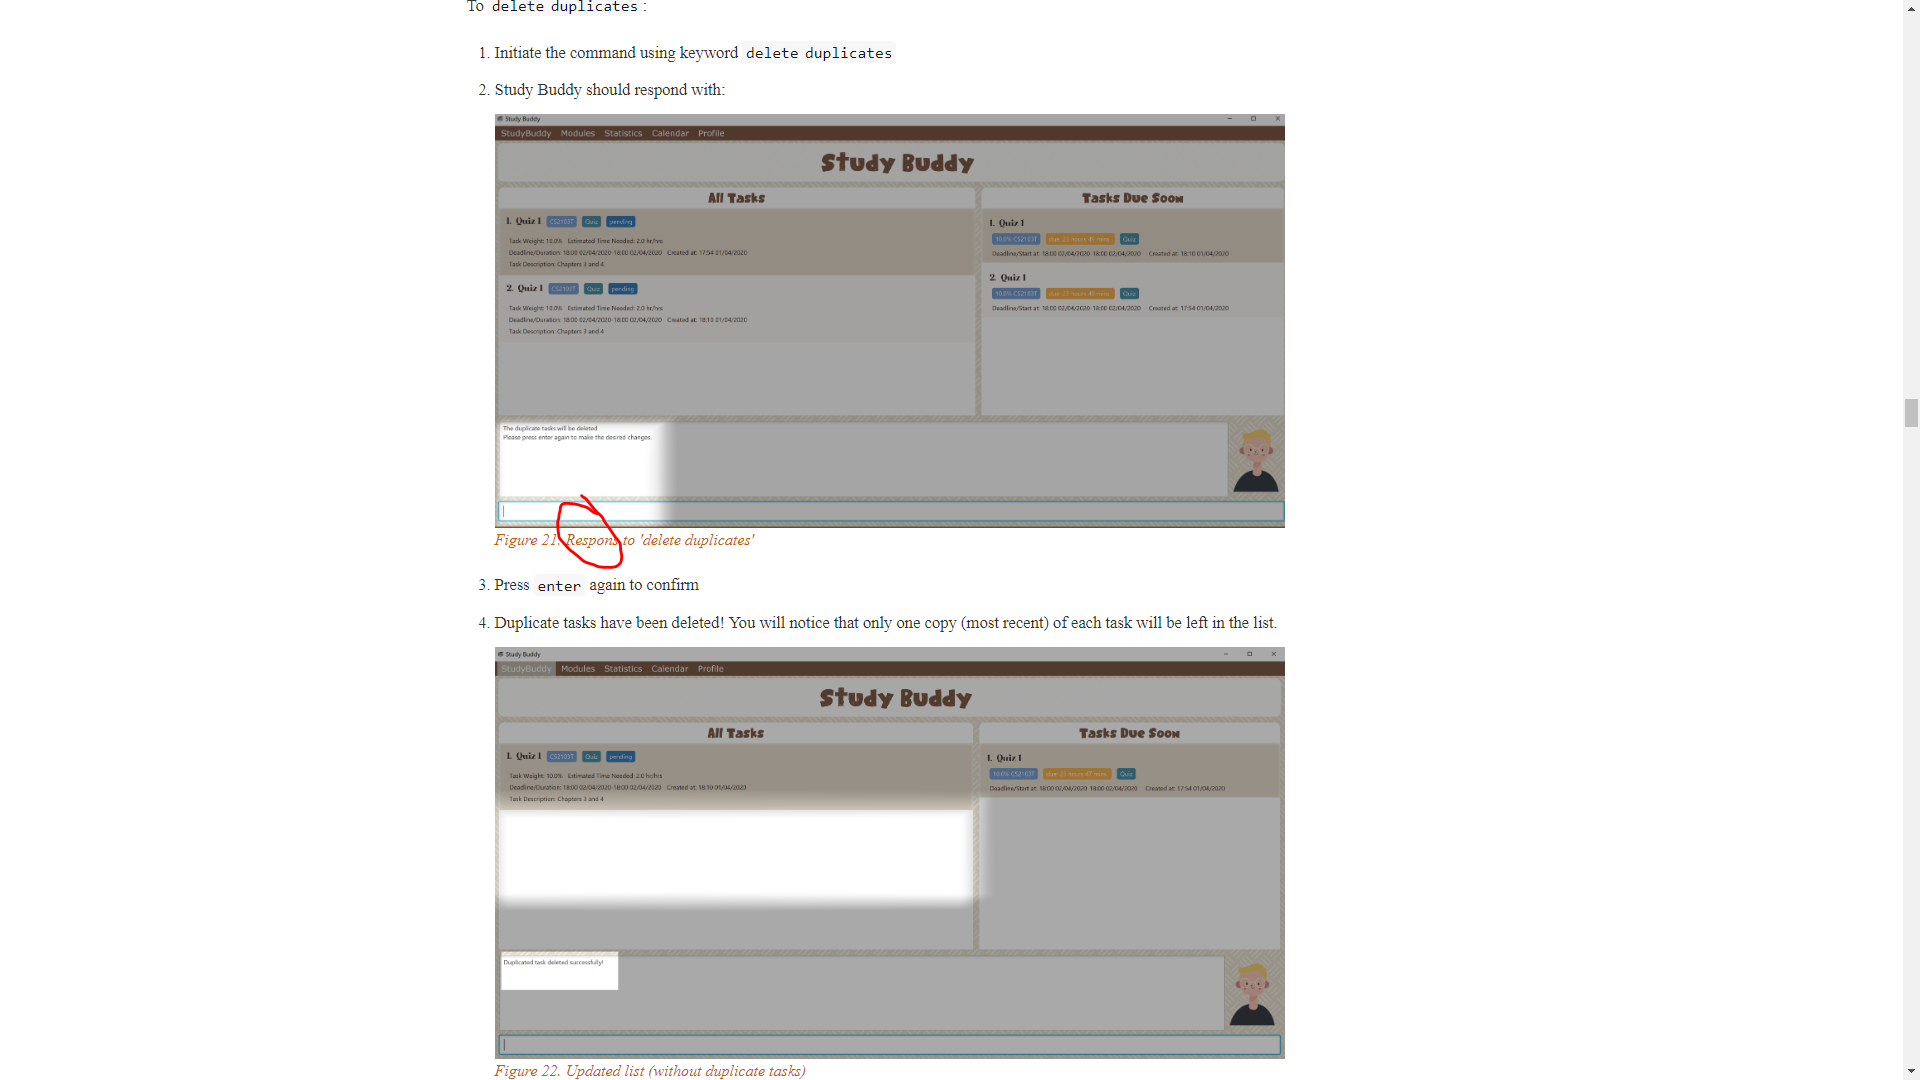 To delete duplicates :
1. Initiate the command using keyword delete duplicates
2. Study Buddy should respond with:
Study Buddy
StudyBuddy Modules Statistics Calendar Profile
Study Buddy
All Tasks
1. Quiz 1 CS2103T Quiz pending
Task Weight: 10.0% Estimated Time Needed: 2.0 hr/hrs
Deadline/Duration: 18:00 02/04/2020-18:00 02/04/2020 Created at: 17:54 01/04/2020
Task Description: Chapters 3 and 4
2. Quiz 1 CS2103T Quiz pending
Task Weight: 10.0% Estimated Time Needed: 2.0 hr/hrs
Deadline/Duration: 18:00 02/04/2020-18:00 02/04/2020 Created at: 18:10 01/04/2020
Task Description: Chapters 3 and 4
Tasks Due Soon
1. Quiz 1
10.0% CS2103T due 23 hours 49 mins Quiz
Deadline/Start at: 18:00 02/04/2020-18:00 02/04/2020 Created at: 18:10 01/04/2020
2. Quiz 1
10.0% CS2103T due 23 hours 49 mins Quiz
Deadline/Start at: 18:00 02/04/2020-18:00 02/04/2020 Created at: 17:54 01/04/2020
The duplicate tasks will be deleted
Please press enter again to make the desired changes.
Figure 21. Respons to 'delete duplicates'
3. Press enter again to confirm
4. Duplicate tasks have been deleted! You will notice that only one copy (most recent) of each task will be left in the list.
Study Buddy
StudyBuddy Modules Statistics Calendar Profile
Study Buddy
All Tasks
1. Quiz 1 CS2103T Quiz pending
Task Weight: 10.0% Estimated Time Needed: 2.0 hr/hrs
Deadline/Duration: 18:00 02/04/2020-18:00 02/04/2020 Created at: 18:10 01/04/2020
Task Description: Chapters 3 and 4
Tasks Due Soon
1. Quiz 1
10.0% CS2103T due 23 hours 47 mins Quiz
Deadline/Start at: 18:00 02/04/2020-18:00 02/04/2020 Created at: 17:54 01/04/2020
Duplicated task deleted successfully!
Figure 22. Updated list (without duplicate tasks)